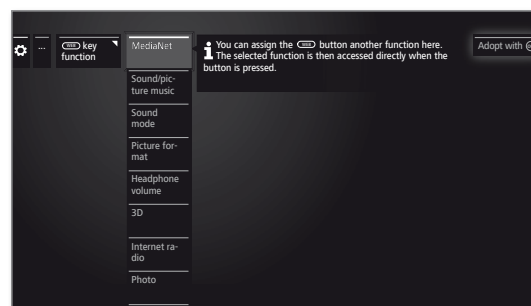 ... WEB key
function
MediaNet
You can assign the WEB button another function here.
The selected function is then accessed directly when the
button is pressed.
Adopt with
Sound/pic-
ture music
Sound
mode
Picture for-
mat
Headphone
volume
3D
Internet ra-
dio
Photo